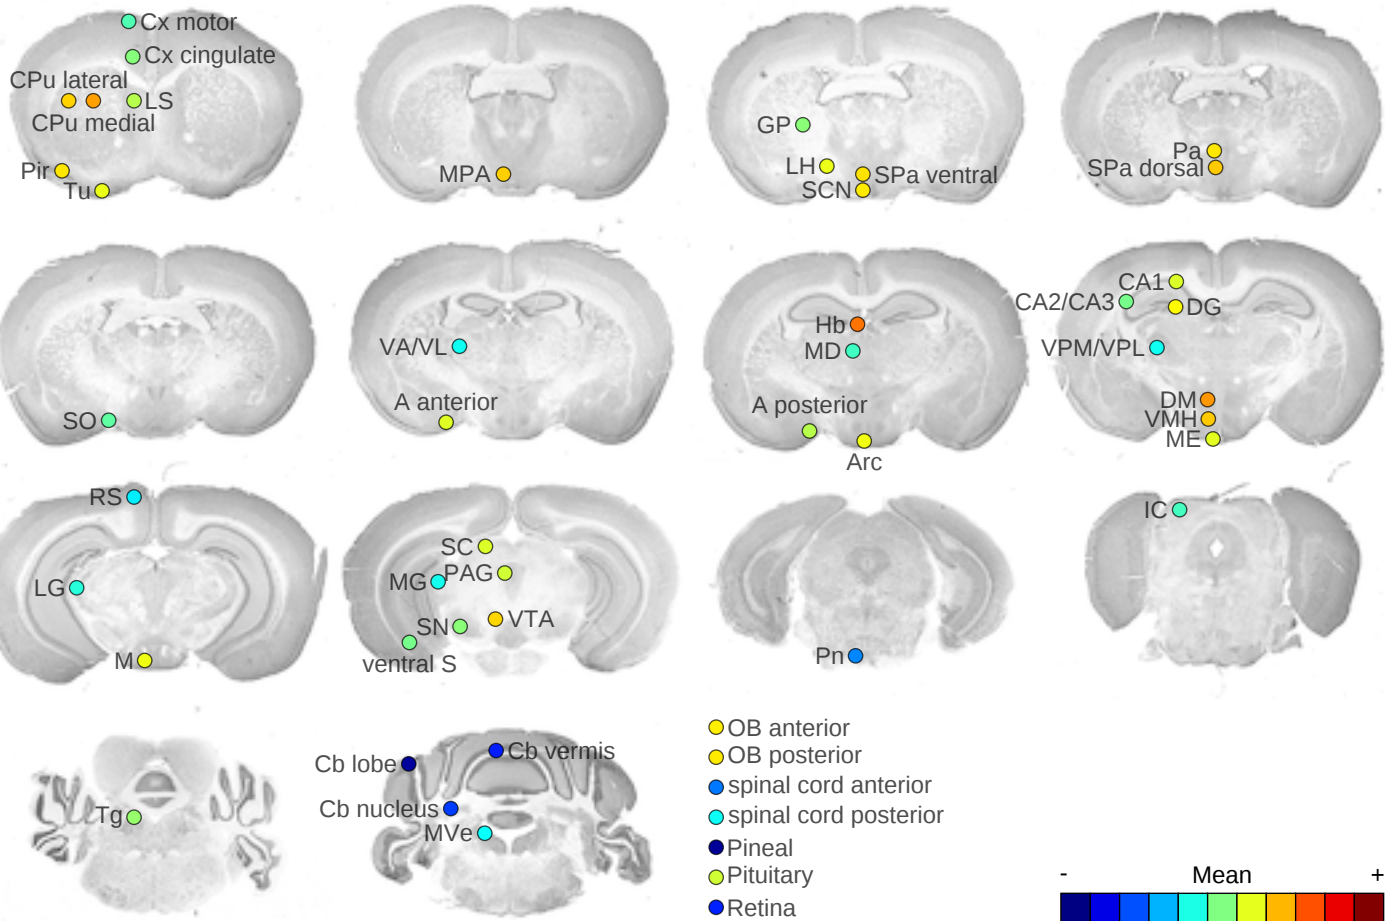 Cx motor
Cx cingulate
CPu lateral
LS
CPu medial
Pir
Tu
MPA
GP
LH
SPa ventral
SCN
Pa
SPa dorsal
SO
VA/VL
A anterior
Hb
MD
A posterior
Arc
CA1
CA2/CA3
DG
VPM/VPL
DM
VMH
ME
RS
LG
M
SC
PAG
MG
VTA
SN
ventral S
Pn
IC
Tg
Cb lobe
Cb vermis
Cb nucleus
MVe
OB anterior
OB posterior
spinal cord anterior
spinal cord posterior
Pineal
Pituitary
Retina
- Mean +